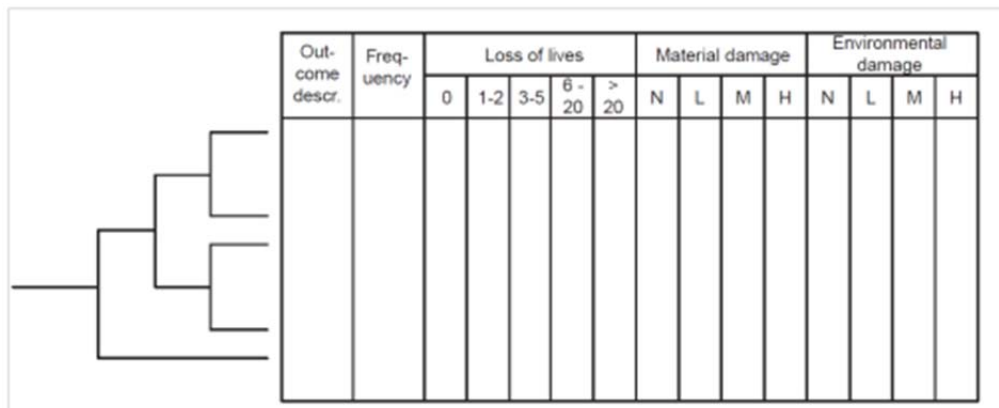 Out-
come
descr.
Freq-
uency
Loss of lives
Material damage
Environmental
damage
0 1-2 3-5 6 -
20 >
20 N L M H N L M H